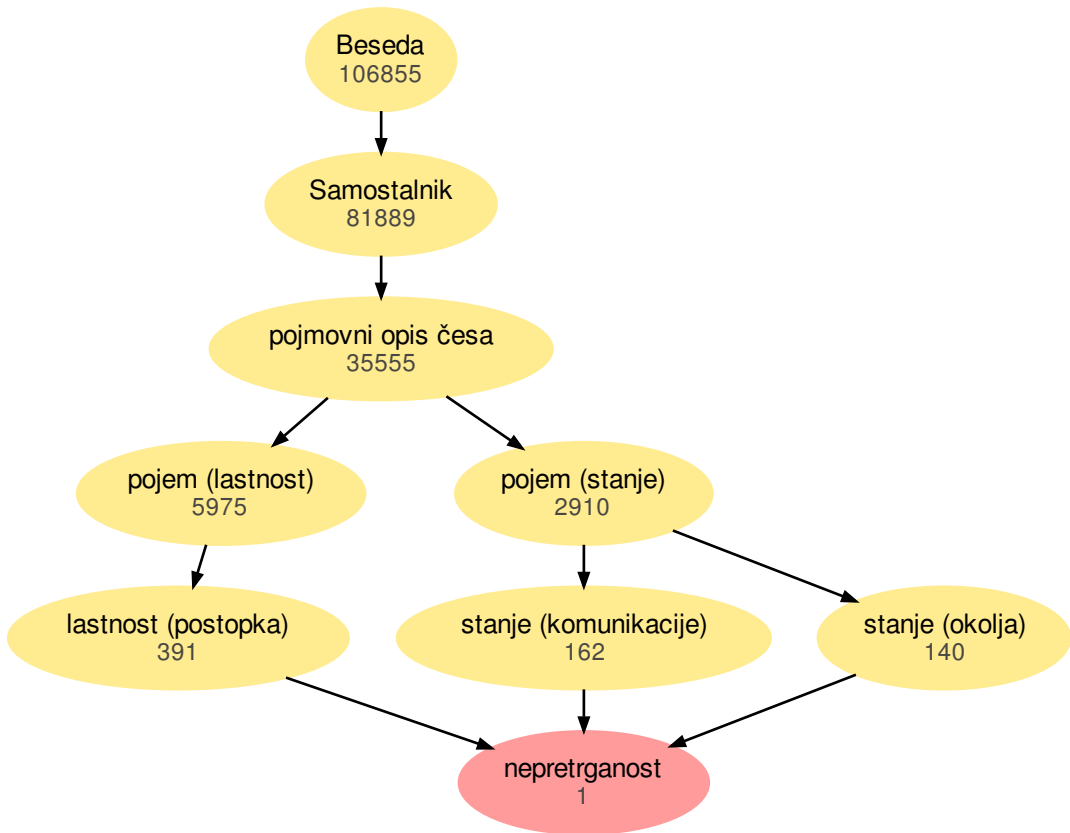 Beseda
106855
Samostalnik
81889
pojmovni opis česa
35555
pojem (lastnost)
5975
pojem (stanje)
2910
lastnost (postopka)
391
stanje (komunikacije)
162
stanje (okolja)
140
nepretrganost
1